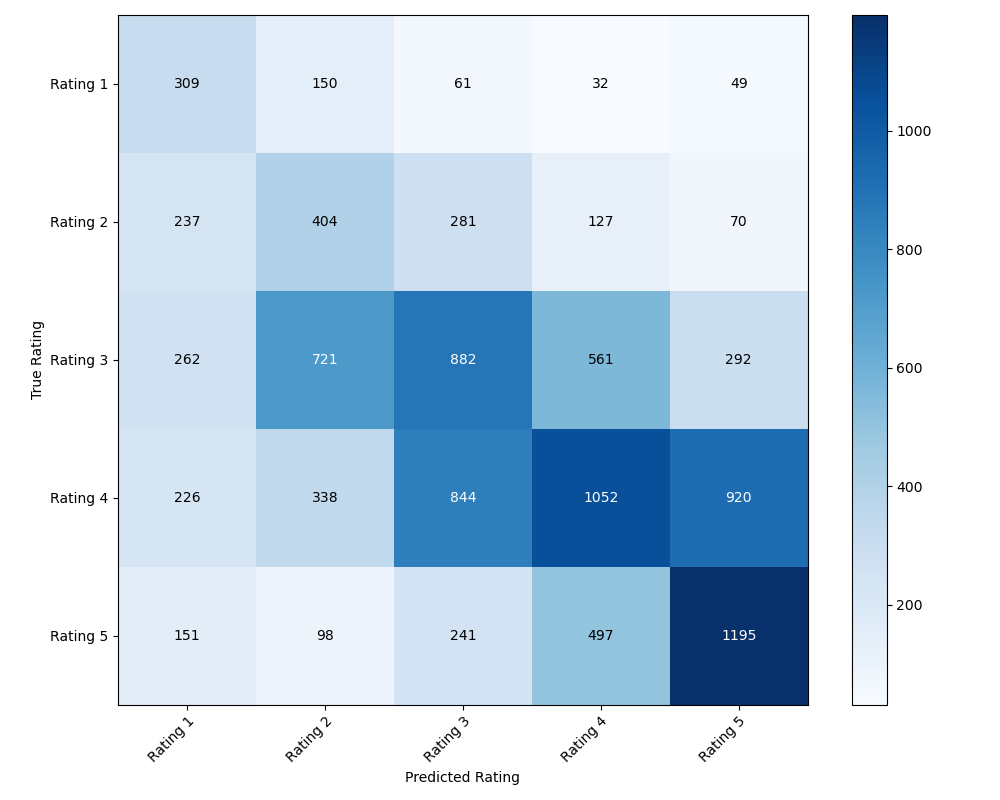 Rating 1 309 150 61 32 49
Rating 2 237 404 281 127 70
Rating 3 262 721 882 561 292
Rating 4 226 338 844 1052 920
Rating 5 151 98 241 497 1195
Rating 1 Rating 2 Rating 3 Rating 4 Rating 5
Predicted Rating
True Rating
1000
800
600
400
200